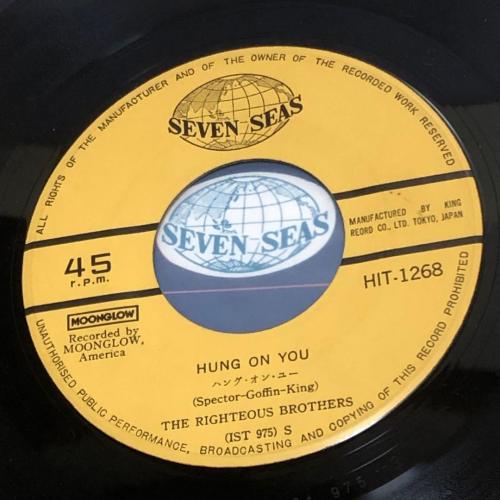 ALL RIGHTS OF THE MANUFACTURER AND OF THE OWNER OF THE RECORDED WORK RESERVED
SEVEN SEAS
SEVEN SEAS
MANUFACTURED BY KING
REORD CO., LTD. TOKYO, JAPAN
45
r.p.m.
HIT-1268
MOONGLOW
Recorded by
MOONGLOW,
America
HUNG ON YOU
ハング・オン・ユー
(Spector-Goffin-King)
THE RIGHTEOUS BROTHERS
(IST 975) S
UNAUTHORISED PUBLIC PERFORMANCE, BROADCASTING AND COPYING OF THIS RECORD PROHIBITED